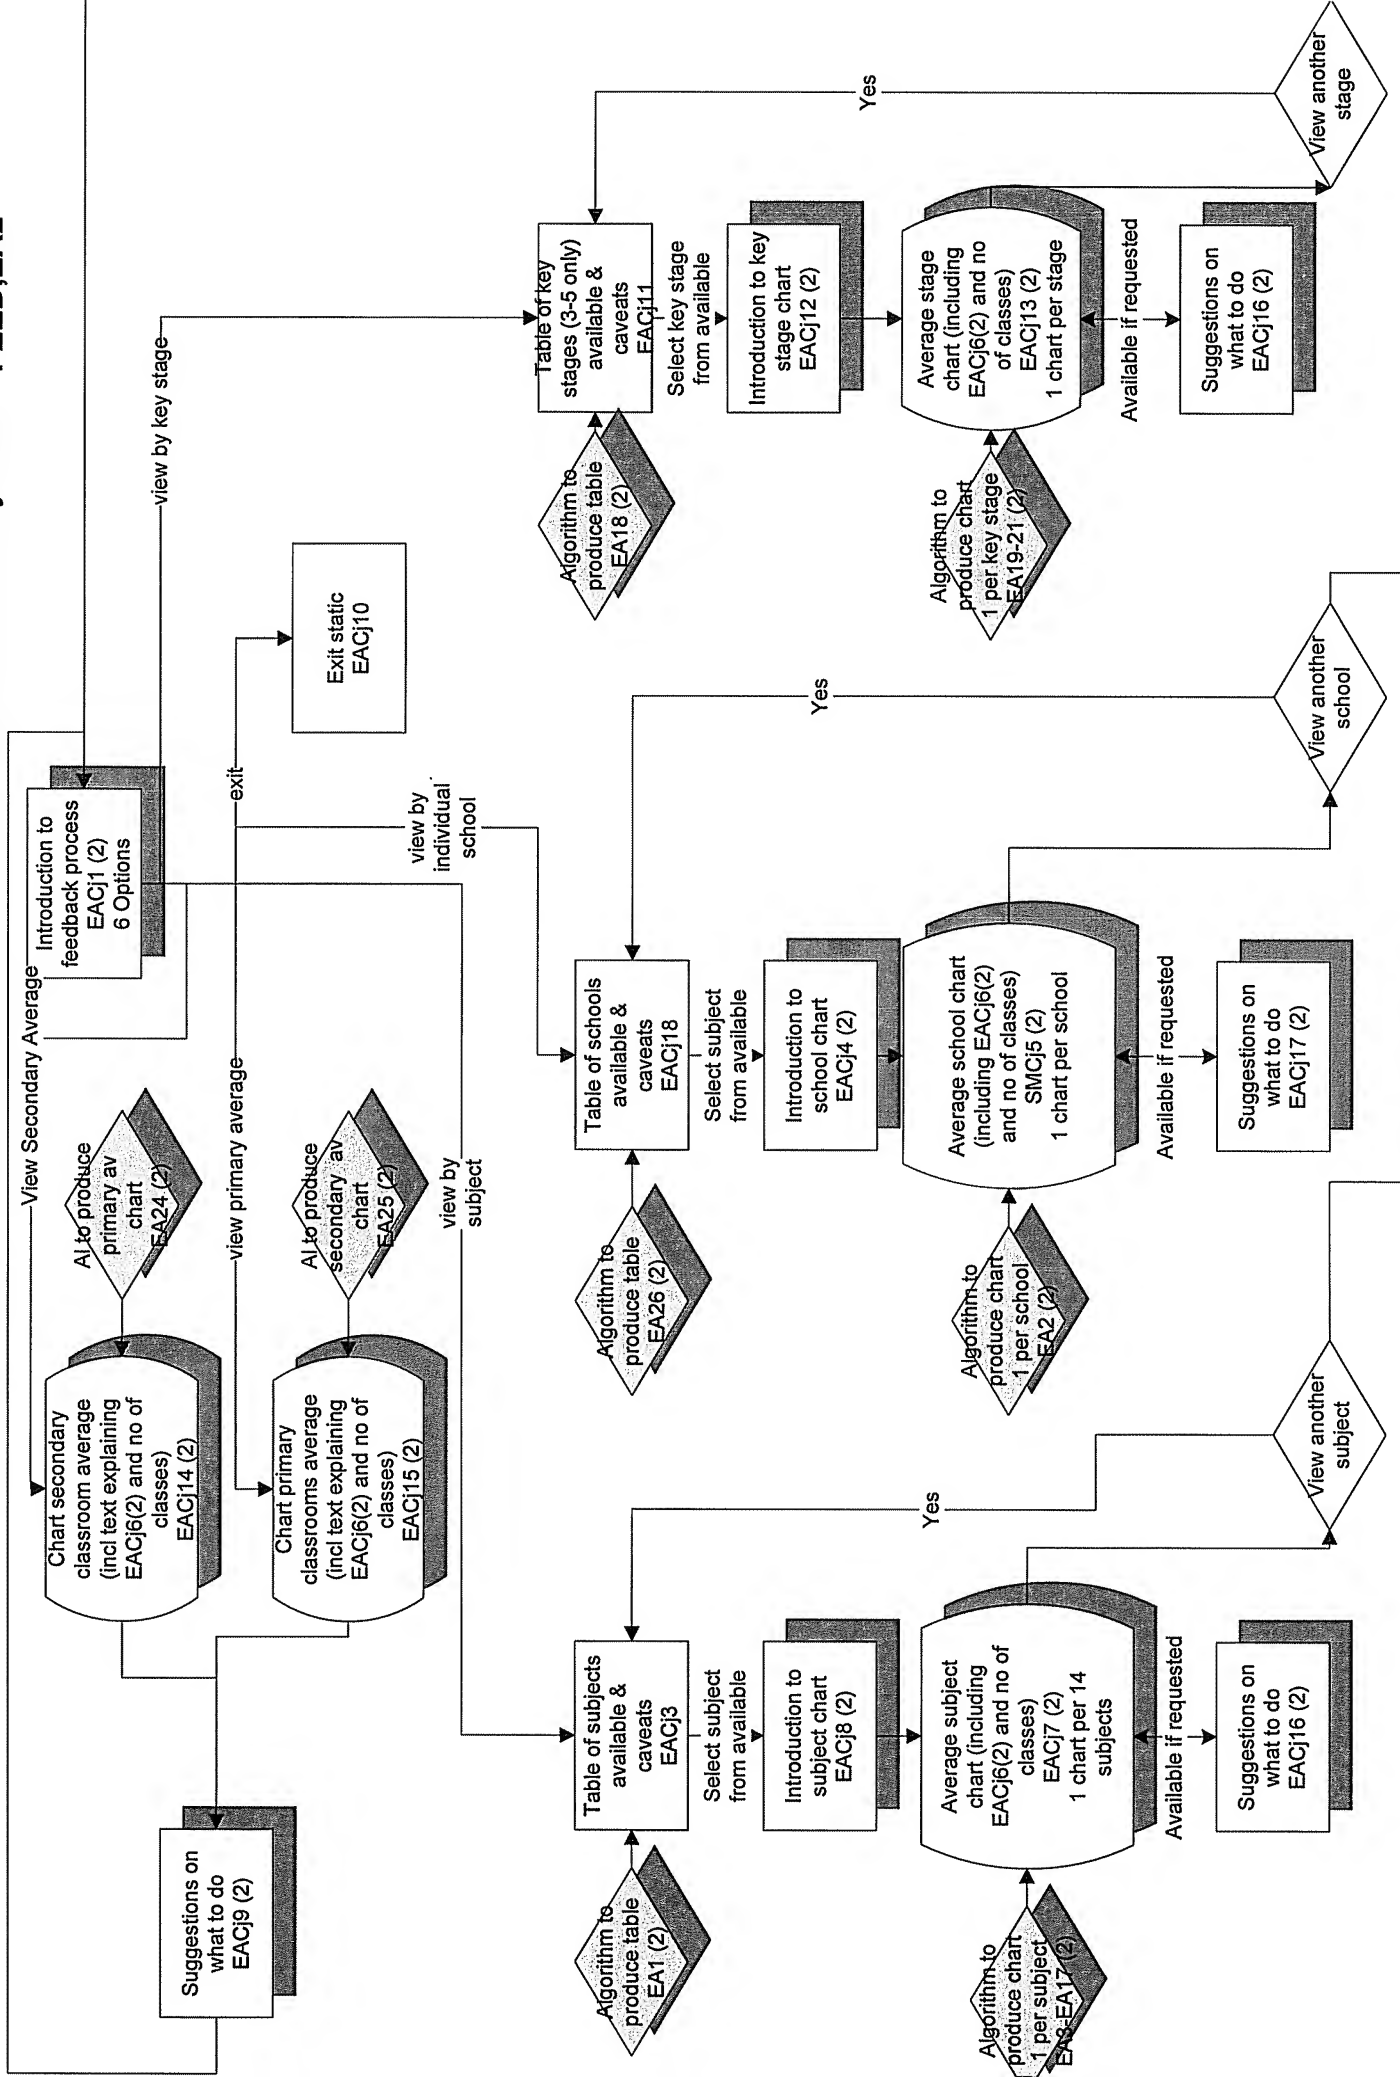 Introduction to
feedback process
EACj1 (2)
6 Options
View Secondary Average
view primary average
view by
subject
view by
individual
school
exit
view by key stage
Exit static
EACj10
AI to produce
primary av
chart
EA24 (2)
Chart secondary
classroom average
(incl text explaining
EACj6(2) and no of
classes)
EACj14 (2)
AI to produce
secondary av
chart
EA25 (2)
Chart primary
classrooms average
(incl text explaining
EACj6(2) and no of
classes)
EACj15 (2)
Suggestions on
what to do
EACj9 (2)
Algorithm to
produce table
EA1 (2)
Table of subjects
available &
caveats
EACj3
Select subject
from available
Introduction to
subject chart
EACj8 (2)
Algorithm to
produce chart
1 per subject
EA3-EA17 (2)
Average subject
chart (including
EACj6(2) and no of
classes)
EACj7 (2)
1 chart per 14
subjects
Available if requested
Suggestions on
what to do
EACj16 (2)
View another
subject
Yes
Algorithm to
produce table
EA26 (2)
Table of schools
available &
caveats
EACj18
Select subject
from available
Introduction to
school chart
EACj4 (2)
Algorithm to
produce chart
1 per school
EA2 (2)
Average school chart
(including EACj6(2)
and no of classes)
SMCj5 (2)
1 chart per school
Available if requested
Suggestions on
what to do
EACj17 (2)
View another
school
Yes
Algorithm to
produce table
EA18 (2)
Table of key
stages (3-5 only)
available &
caveats
EACj11
Select key stage
from available
Introduction to key
stage chart
EACj12 (2)
Algorithm to
produce chart
1 per key stage
EA19-21 (2)
Average stage
chart (including
EACj6(2) and no
of classes)
EACj13 (2)
1 chart per stage
Available if requested
Suggestions on
what to do
EACj16 (2)
View another
stage
Yes